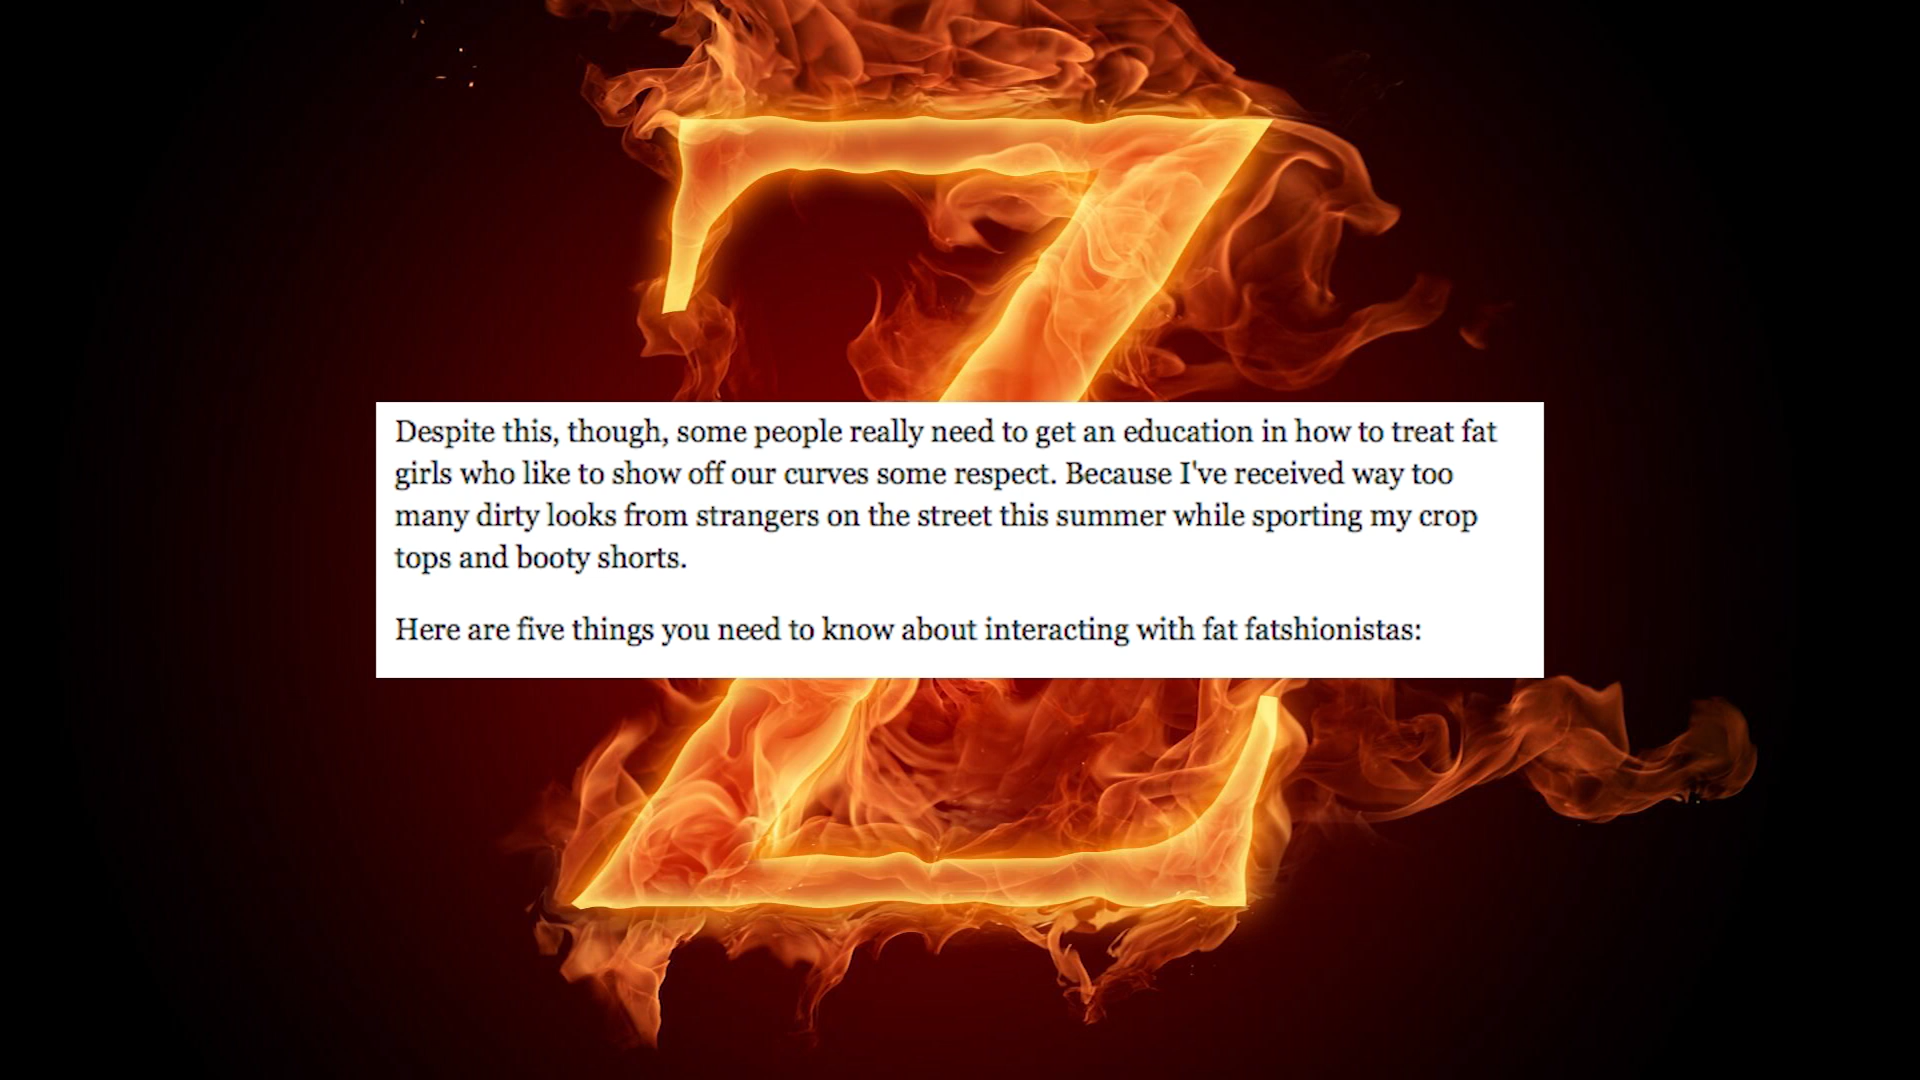 Z
Despite this, though, some people really need to get an education in how to treat fat
girls who like to show off our curves some respect. Because I've received way too
many dirty looks from strangers on the street this summer while sporting my crop
tops and booty shorts.
Here are five things you need to know about interacting with fat fatshionistas: